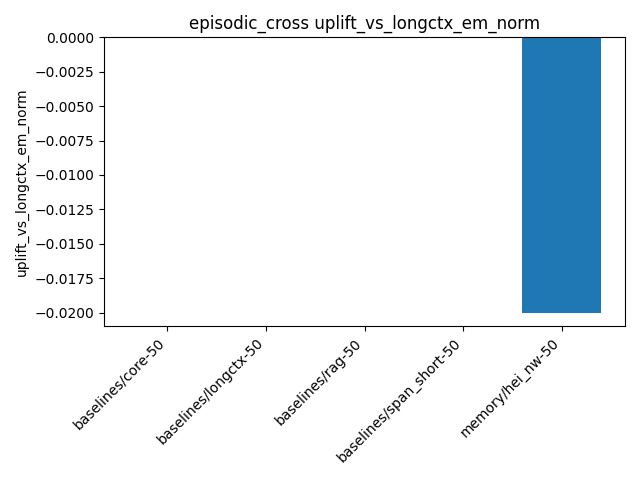 episodic_cross uplift_vs_longctx_em_norm
uplift_vs_longctx_em_norm
0.0000
−0.0025
−0.0050
−0.0075
−0.0100
−0.0125
−0.0150
−0.0175
−0.0200
baselines/core-50
baselines/longctx-50
baselines/rag-50
baselines/span_short-50
memory/hei_nw-50